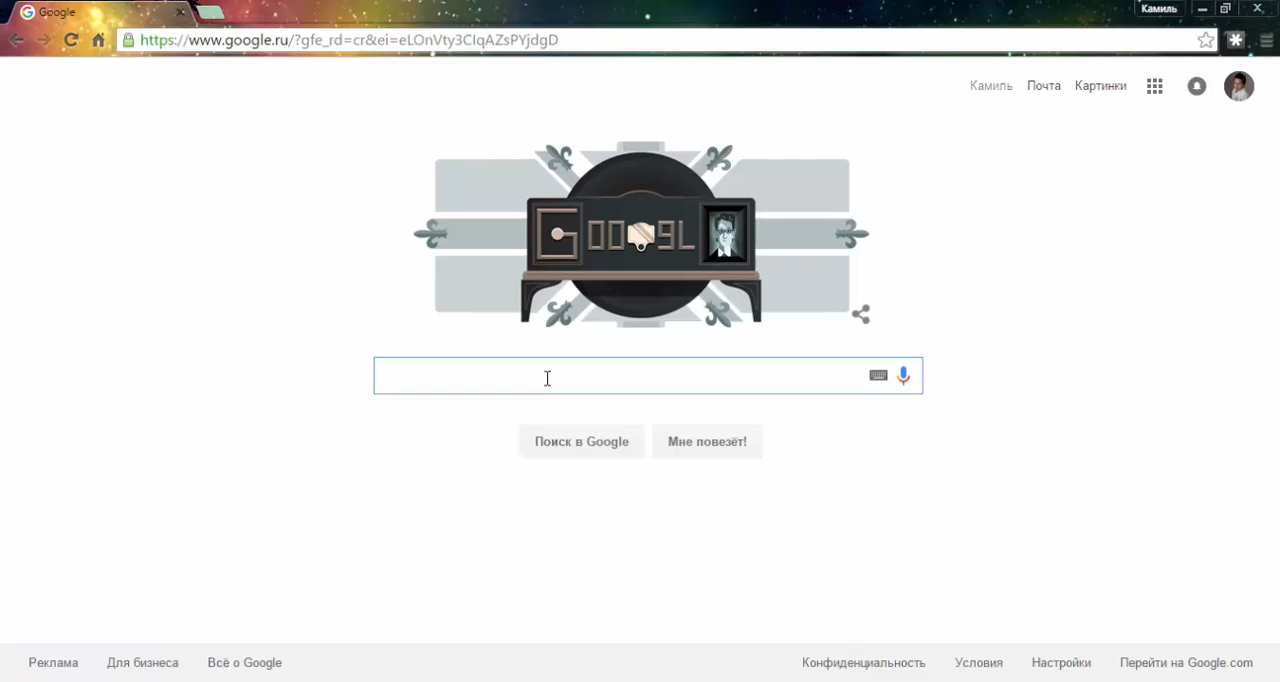 Google
Камиль
https://www.google.ru/?gfe_rd=cr&ei=eLOnVty3CIqAZsPYjdgD
Камиль Почта Картинки
GOOGL
Поиск в Google Мне повезёт!
Реклама Для бизнеса Всё о Google Конфиденциальность Условия Настройки Перейти на Google.com